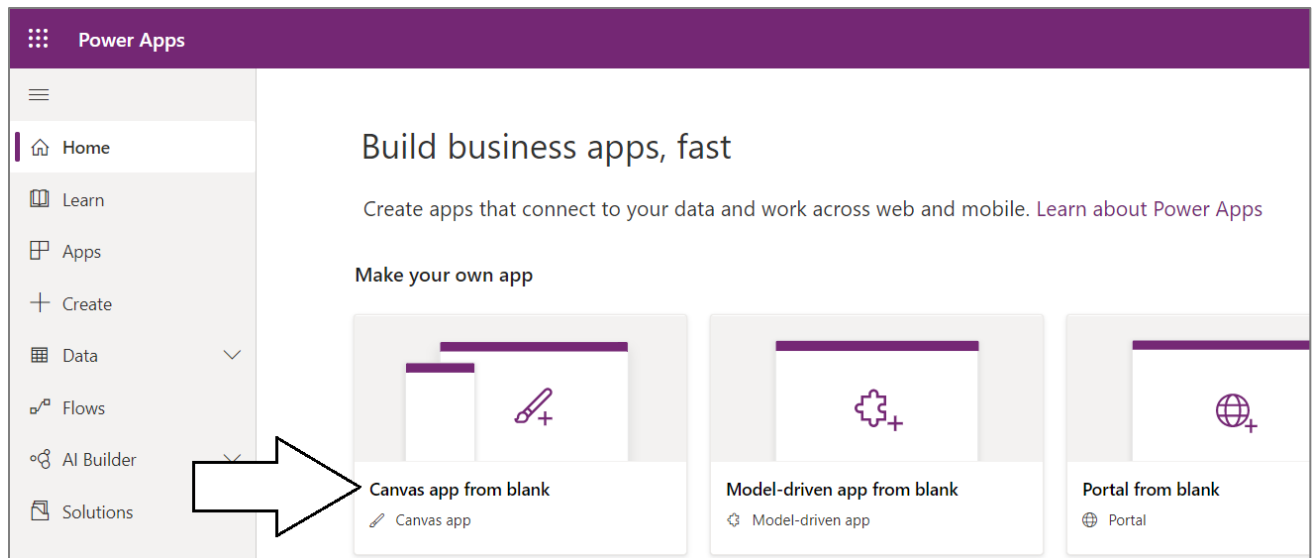 Power Apps
Home
Learn
Apps
Create
Data
Flows
AI Builder
Solutions
Build business apps, fast
Create apps that connect to your data and work across web and mobile. Learn about Power Apps
Make your own app
Canvas app from blank
Canvas app
Model-driven app from blank
Model-driven app
Portal from blank
Portal